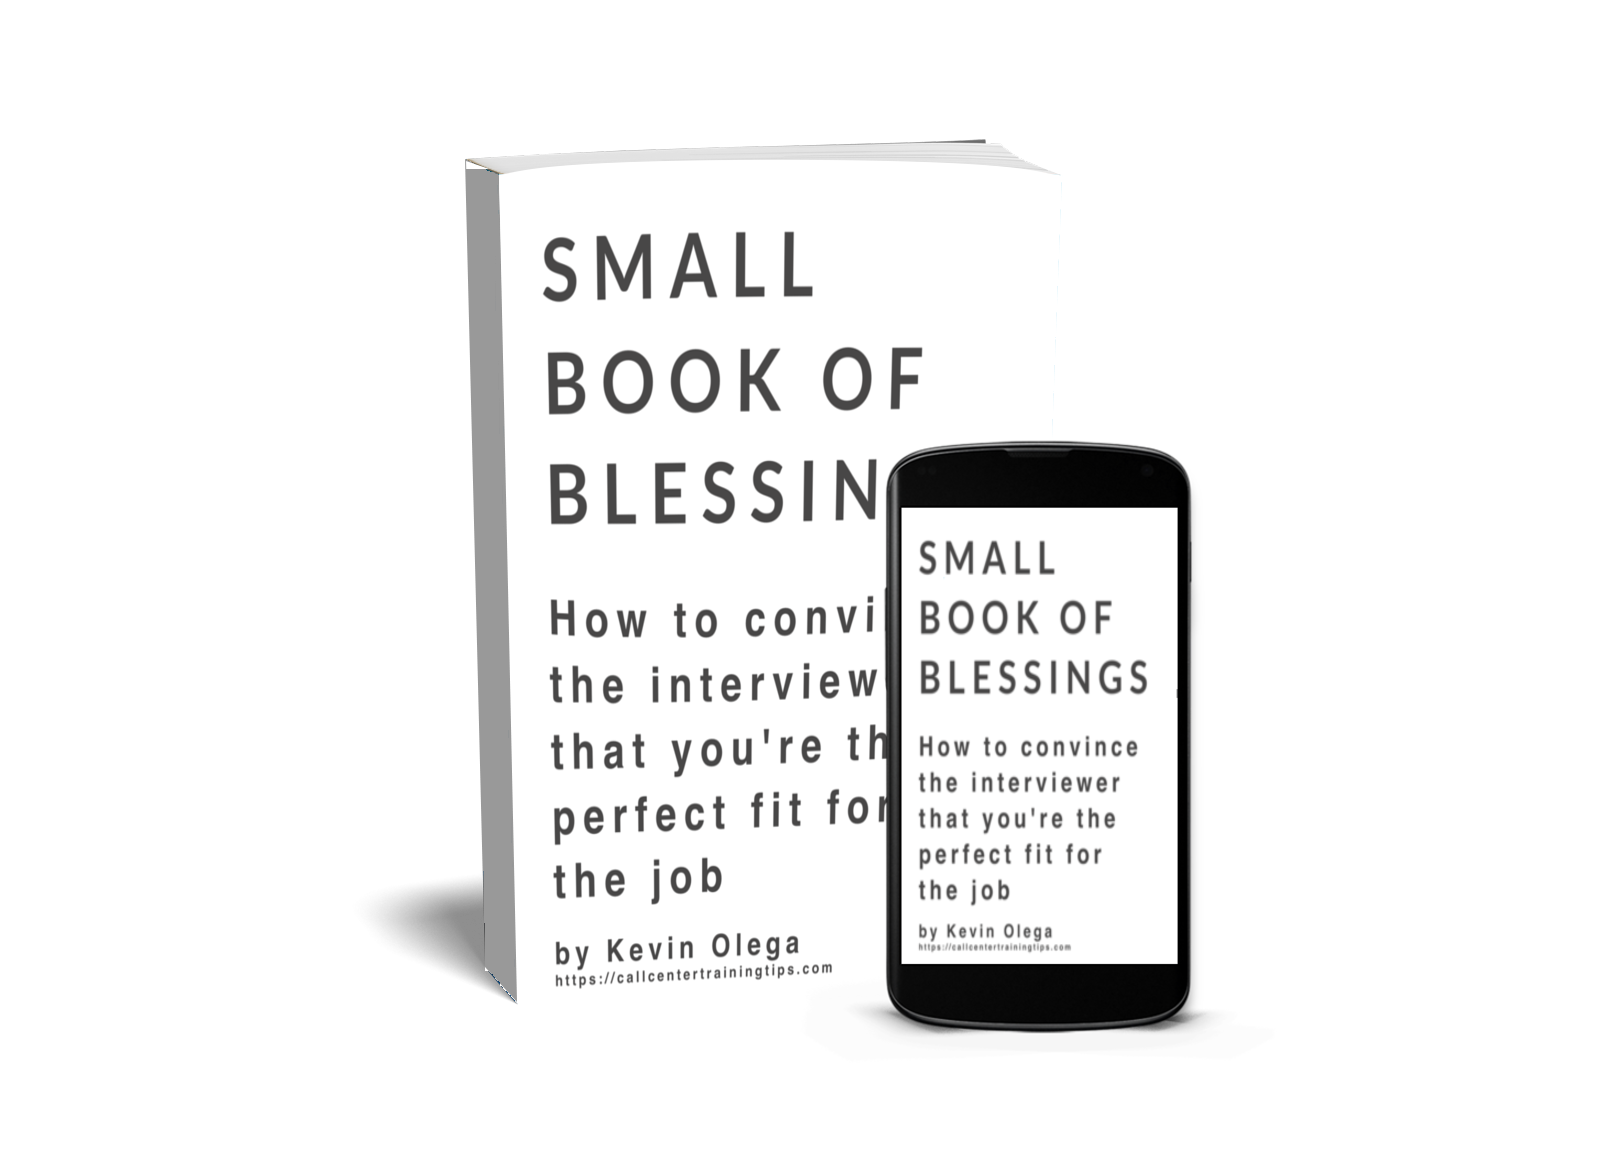 SMALL
BOOK OF
BLESSIN
How to convi
the interview
that you're th
perfect fit for
the job
by Kevin Olega
https://callcentertrainingtips.com
SMALL
BOOK OF
BLESSINGS
How to convince
the interviewer
that you're the
perfect fit for
the job
by Kevin Olega
https://callcentertrainingtips.com